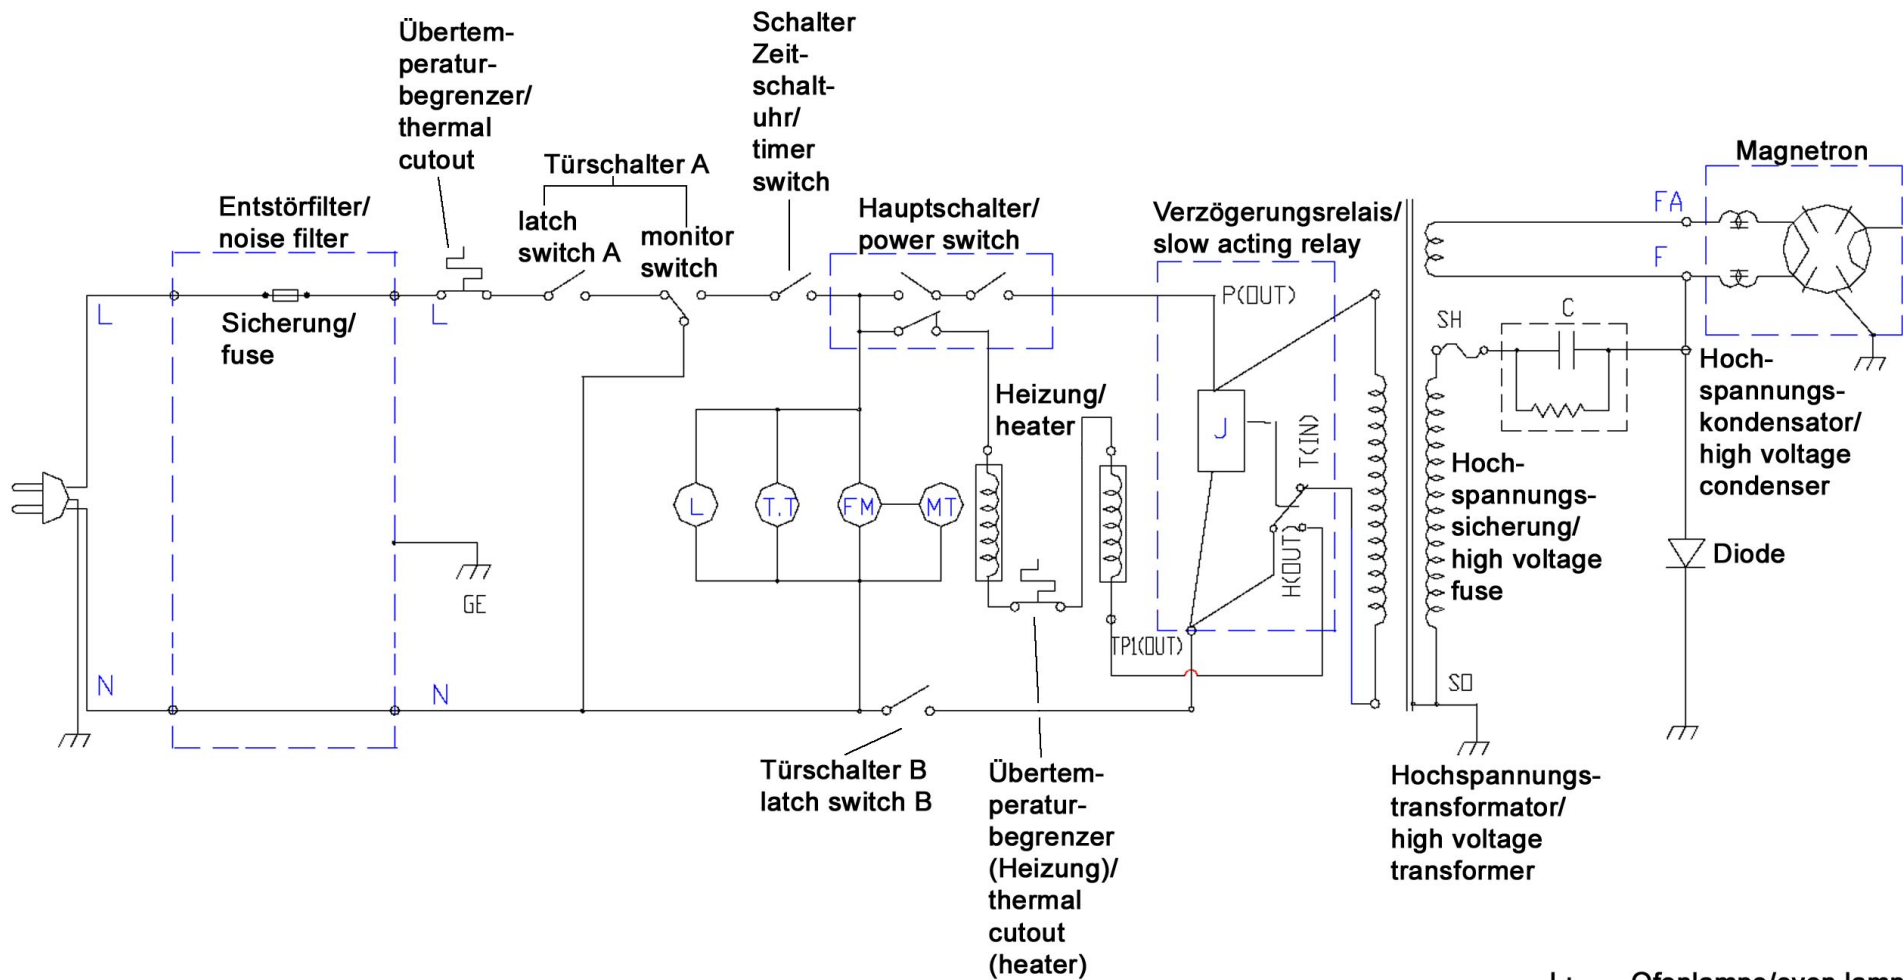 Übertem-
peratur-
begrenzer/
thermal
cutout
Schalter
Zeit-
schalt-
uhr/
timer
switch
Türschalter A
latch
switch A
monitor
switch
Entstörfilter/
noise filter
Sicherung/
fuse
Hauptschalter/
power switch
Verzögerungsrelais/
slow acting relay
Magnetron
FA
F
L
L
P(OUT)
SH
C
Hoch-
spannungs-
kondensator/
high voltage
condenser
Heizung/
heater
J
T(IN)
H(OUT)
Hoch-
spannungs-
sicherung/
high voltage
fuse
L
T.T
FM
MT
Diode
GE
TP1(OUT)
N
N
SO
Türschalter B
latch switch B
Übertem-
peratur-
begrenzer
(Heizung)/
thermal
cutout
(heater)
Hochspannungs-
transformator/
high voltage
transformer